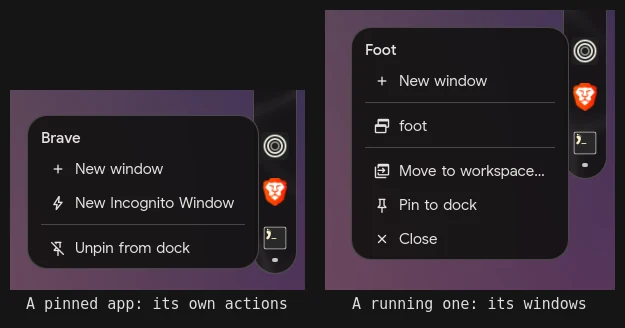 Brave
New window
New Incognito Window
Unpin from dock
A pinned app: its own actions
Foot
New window
foot
Move to workspace...
Pin to dock
Close
A running one: its windows